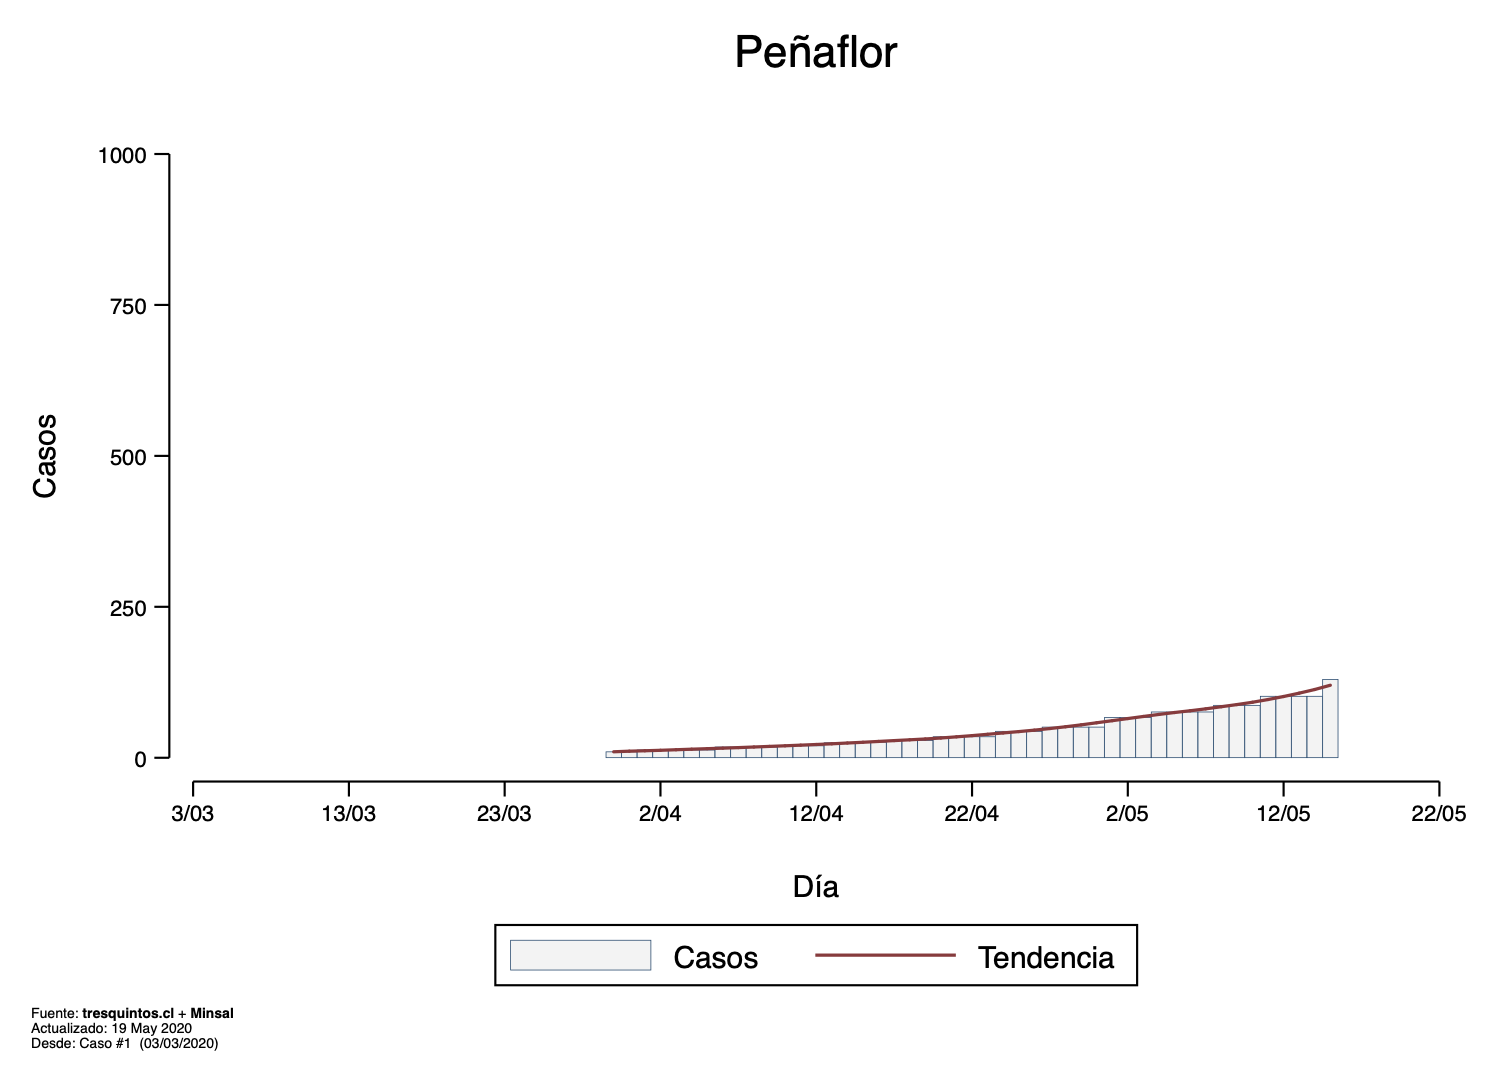 Peñaflor
1000
750
500
250
0
Casos
3/03 13/03 23/03 2/04 12/04 22/04 2/05 12/05 22/05
Día
Casos Tendencia
Fuente: tresquintos.cl + Minsal
Actualizado: 19 May 2020
Desde: Caso #1 (03/03/2020)